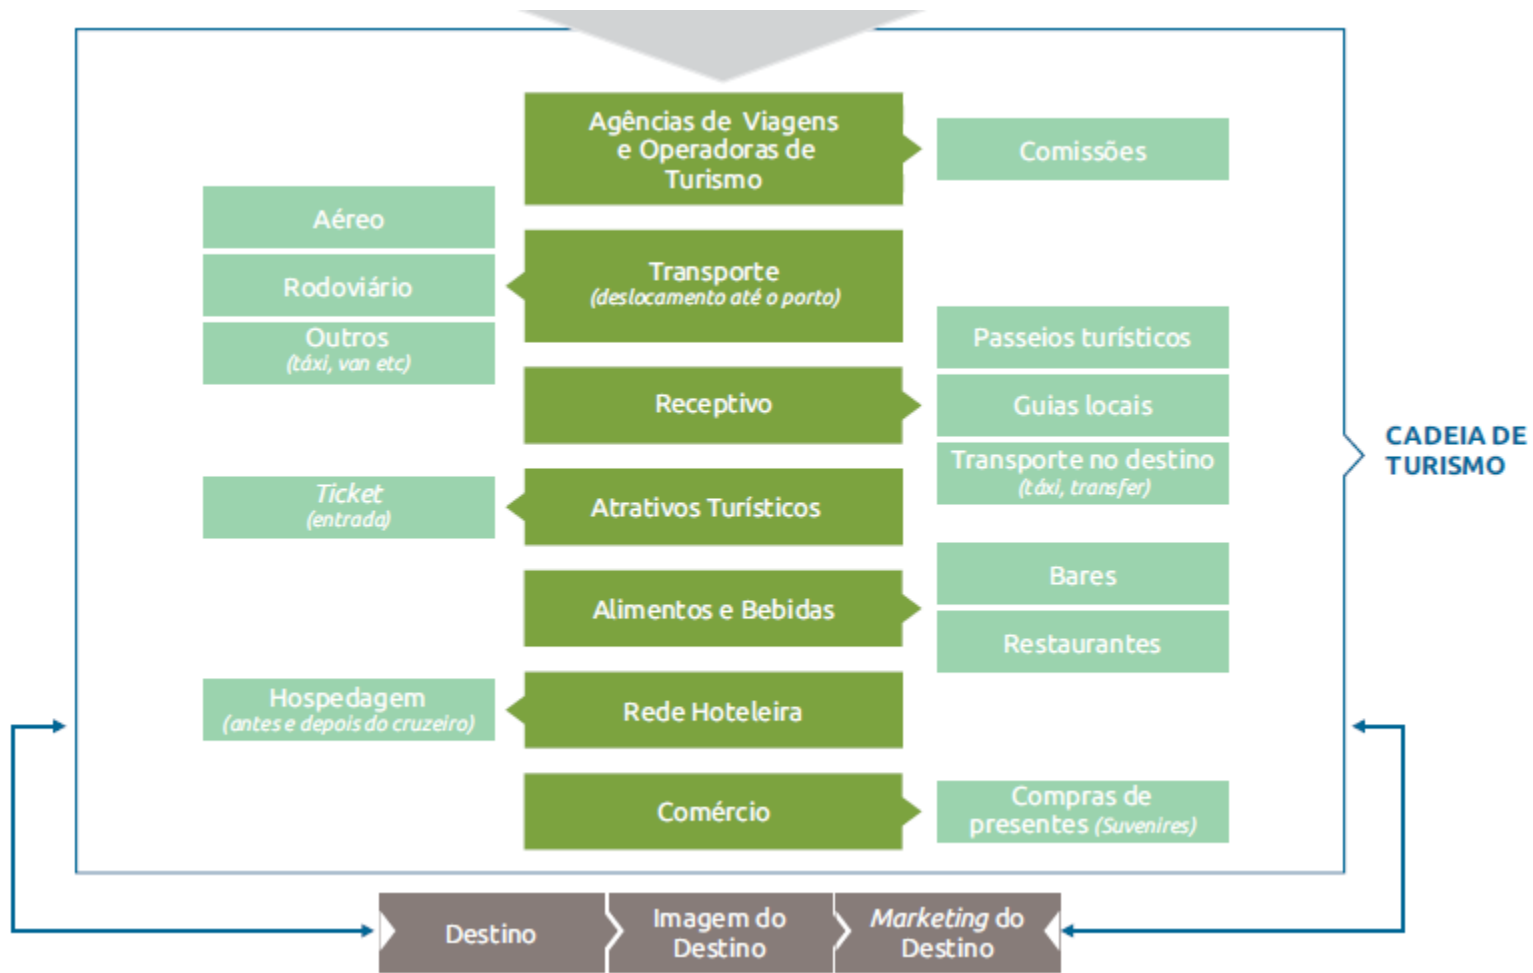 Agências de Viagens
e Operadoras de
Turismo
Comissões
Aéreo
Rodoviário
Outros
(táxi, van etc)
Transporte
(deslocamento até o porto)
Passeios turísticos
Guias locais
Transporte no destino
(táxi, transfer)
Receptivo
CADEIA DE
TURISMO
Ticket
(entrada)
Atrativos Turísticos
Bares
Restaurantes
Alimentos e Bebidas
Hospedagem
(antes e depois do cruzeiro)
Rede Hoteleira
Comércio
Compras de
presentes (Suvenires)
Destino
Imagem do
Destino
Marketing do
Destino